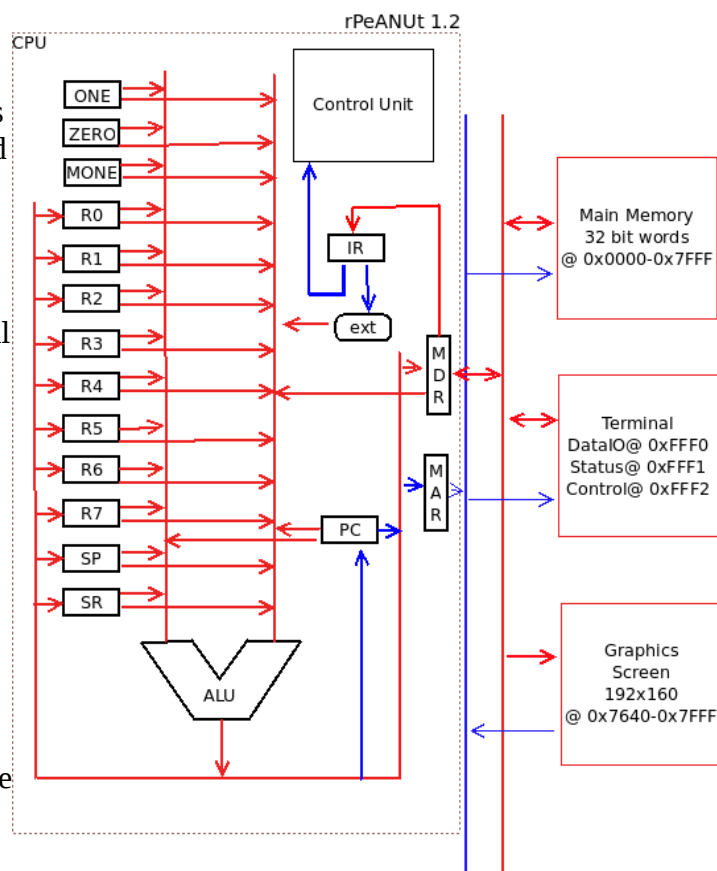 rPeANUt 1.2
CPU
s
d
l
e
ONE
ZERO
MONE
R0
R1
R2
R3
R4
R5
R6
R7
SP
SR
ALU
Control Unit
IR
ext
M
D
R
M
A
R
PC
Main Memory
32 bit words
@ 0x0000-0x7FFF
Terminal
DataIO@ 0xFFF0
Status@ 0xFFF1
Control@ 0xFFF2
Graphics
Screen
192x160
@ 0x7640-0x7FFF